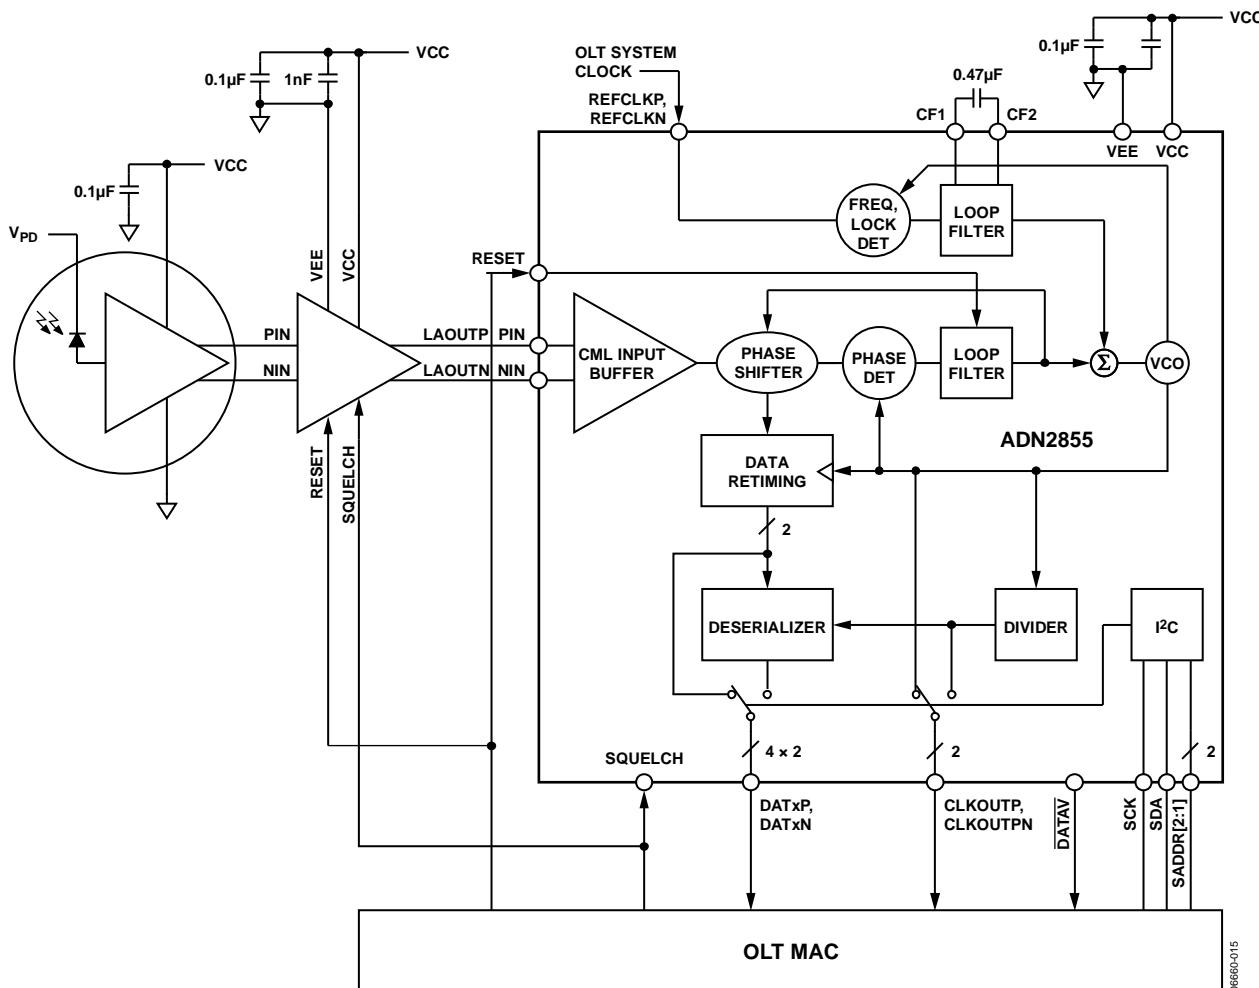 VCC
0.1µF
VCC
0.1µF
1nF
OLT SYSTEM
CLOCK
0.47µF
REFCLKP,
REFCLKN
CF1
CF2
VEE
VCC
VCC
0.1µF
V_PD
VEE
VCC
FREQ,
LOCK
DET
LOOP
FILTER
RESET
PIN
NIN
LAOUTP
LAOUTN
PIN
NIN
CML INPUT
BUFFER
PHASE
SHIFTER
PHASE
DET
LOOP
FILTER
Σ
VCO
ADN2855
RESET
SQUELCH
DATA
RETIMING
2
DESERIALIZER
DIVIDER
I²C
SQUELCH
4 × 2
2
2
DATxP,
DATxN
CLKOUTP,
CLKOUTPN
DATAV
SCK
SDA
SADDR[2:1]
OLT MAC
06660-015